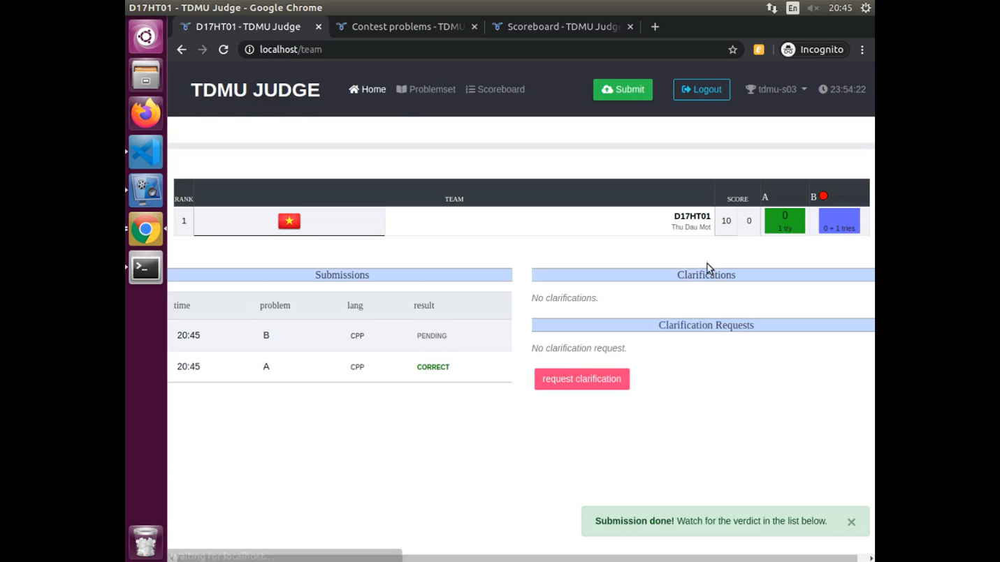 D17HT01 - TDMU Judge - Google Chrome
En
20:45
D17HT01 - TDMU Judge
Contest problems - TDMU
Scoreboard - TDMU Judge
localhost/team
Incognito
TDMU JUDGE
Home
Problemset
Scoreboard
Submit
Logout
tdmu-s03
23:54:22
RANK TEAM SCORE A B
1 D17HT01 10 0 0
Thu Dau Mot 1 try 0 + 1 tries
Submissions
time problem lang result
20:45 B CPP PENDING
20:45 A CPP CORRECT
Clarifications
No clarifications.
Clarification Requests
No clarification request.
request clarification
Submission done! Watch for the verdict in the list below.
Waiting for localhost...